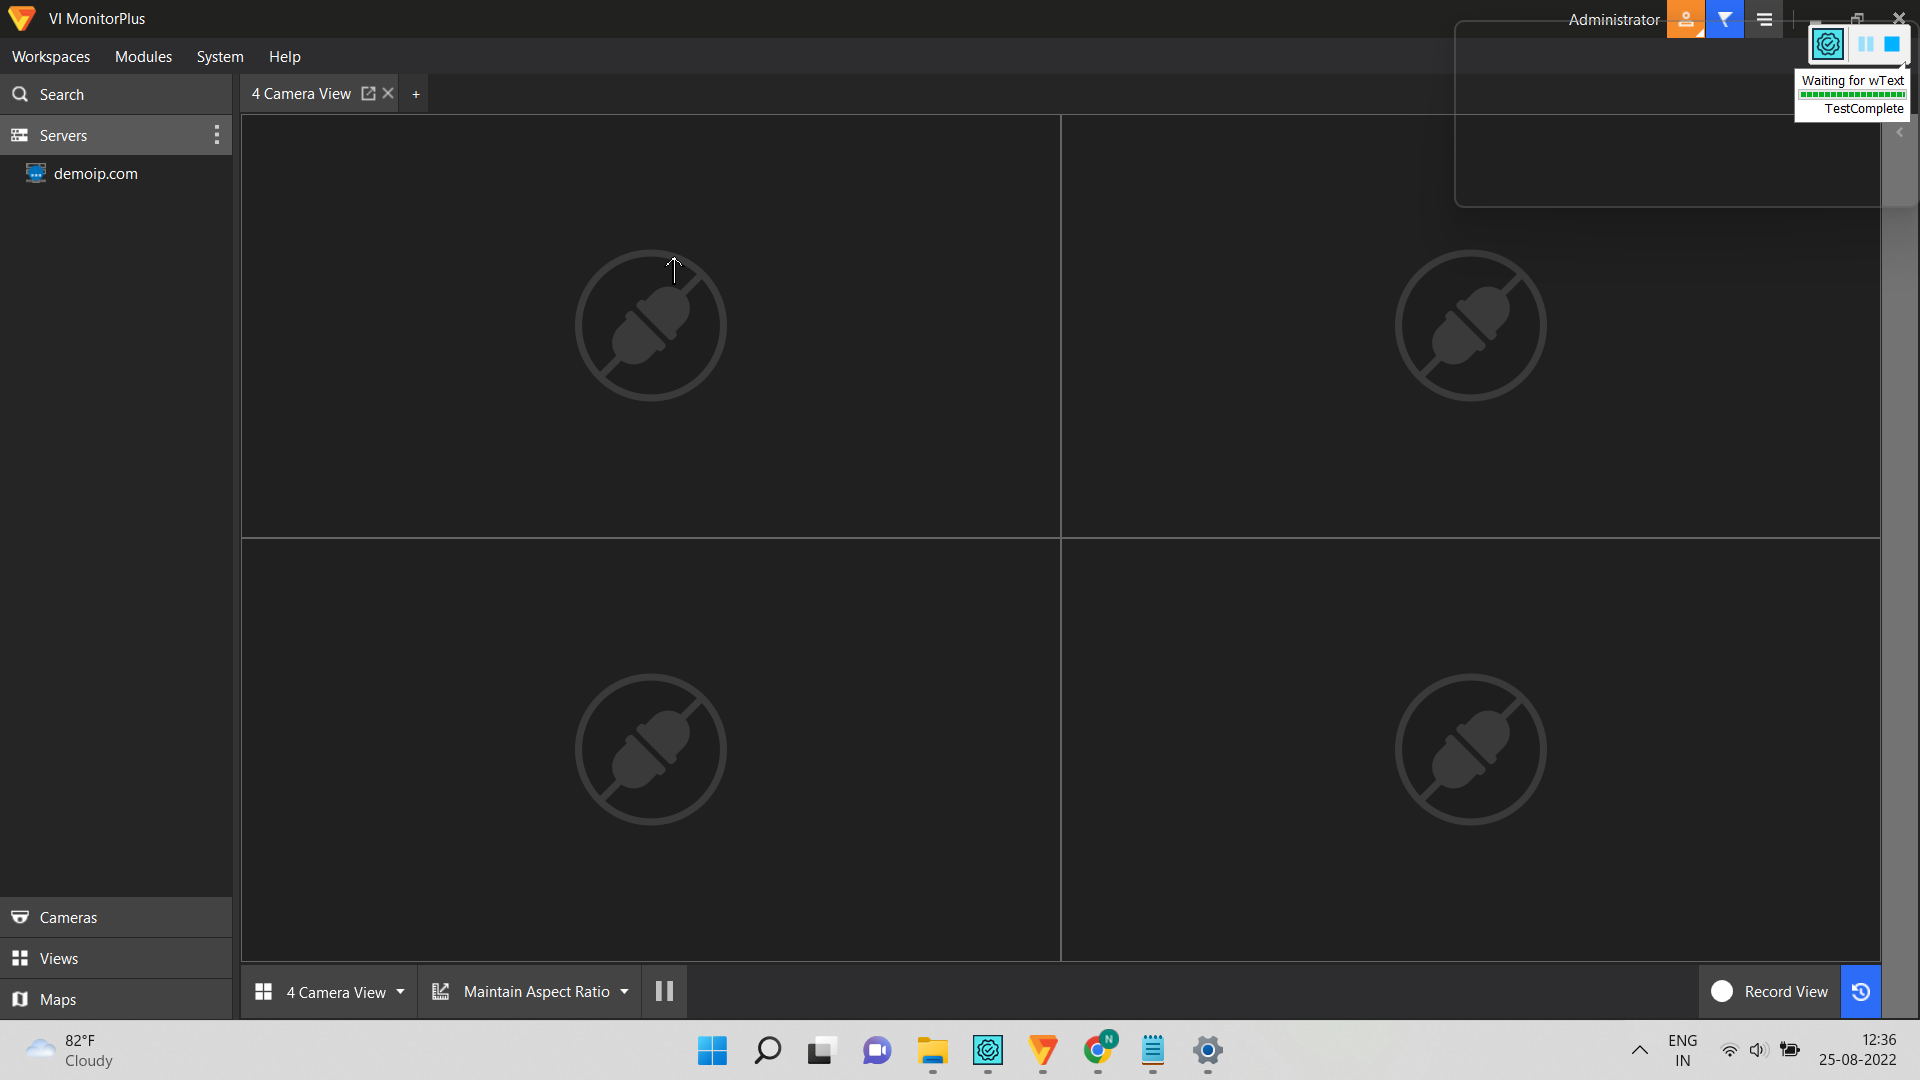 VI MonitorPlus
Administrator
Workspaces Modules System Help
Waiting for wText
TestComplete
Search
4 Camera View +
Servers
demoip.com
Cameras
Views
Maps
4 Camera View
Maintain Aspect Ratio
Record View
82°F
Cloudy
N
ENG
IN
12:36
25-08-2022